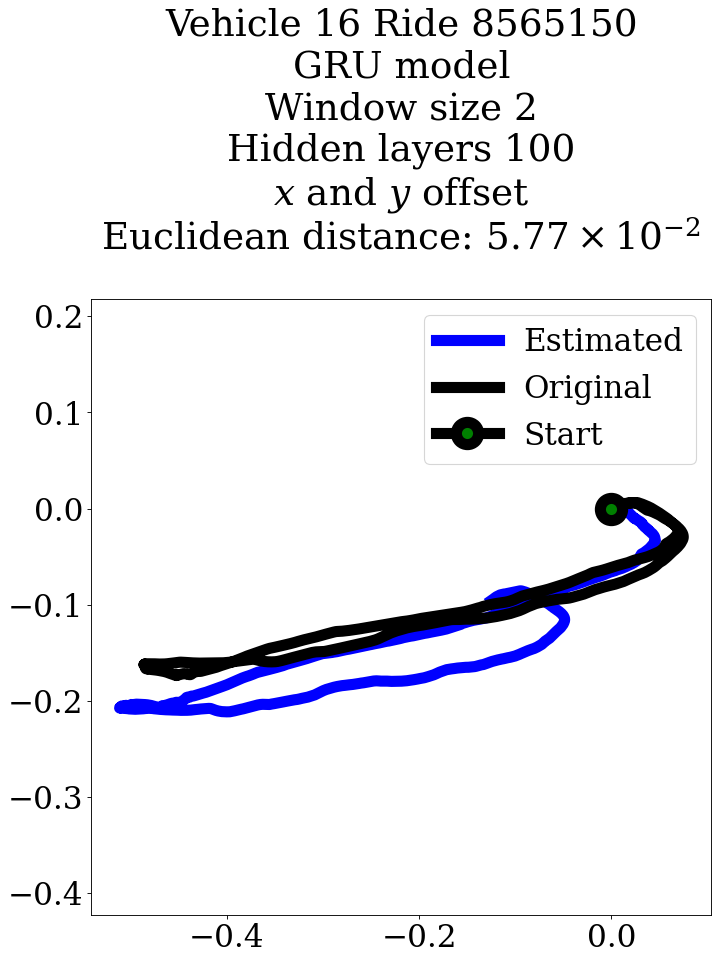 Vehicle 16 Ride 8565150
GRU model
Window size 2
Hidden layers 100
x and y offset
Euclidean distance: 5.77 × 10⁻²
Estimated
Original
Start
0.2
0.1
0.0
−0.1
−0.2
−0.3
−0.4
−0.4
−0.2
0.0